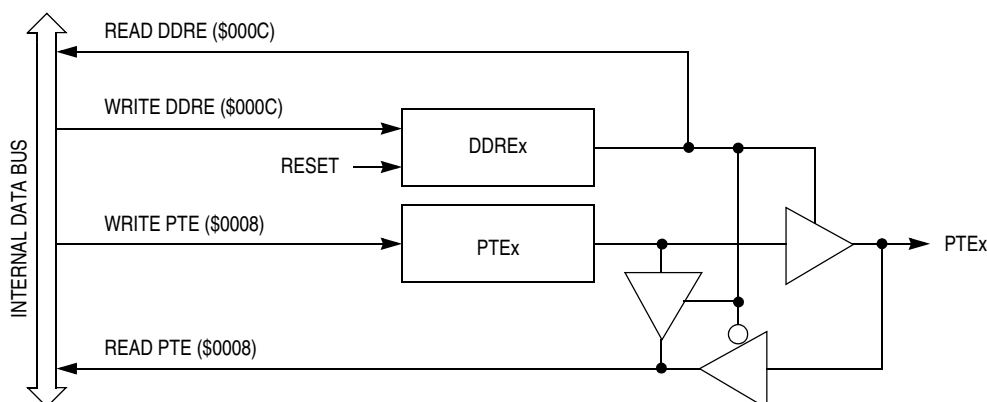 READ DDRE ($000C)
WRITE DDRE ($000C)
DDREx
RESET
INTERNAL DATA BUS
WRITE PTE ($0008)
PTEx
PTEx
READ PTE ($0008)